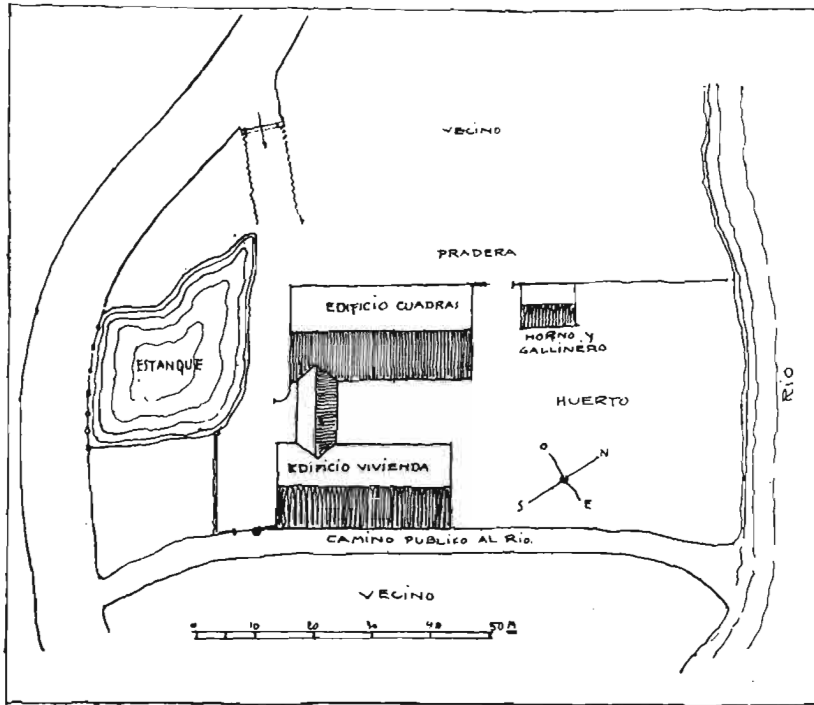 VECINO
PRADERA
EDIFICIO CUADRAS
HORNO Y
GALLINERO
ESTANQUE
RIO
HUERTO
O
N
EDIFICIO VIVIENDA
S
E
CAMINO PUBLICO AL RIO.
VECINO
0 10 20 30 40 50 M